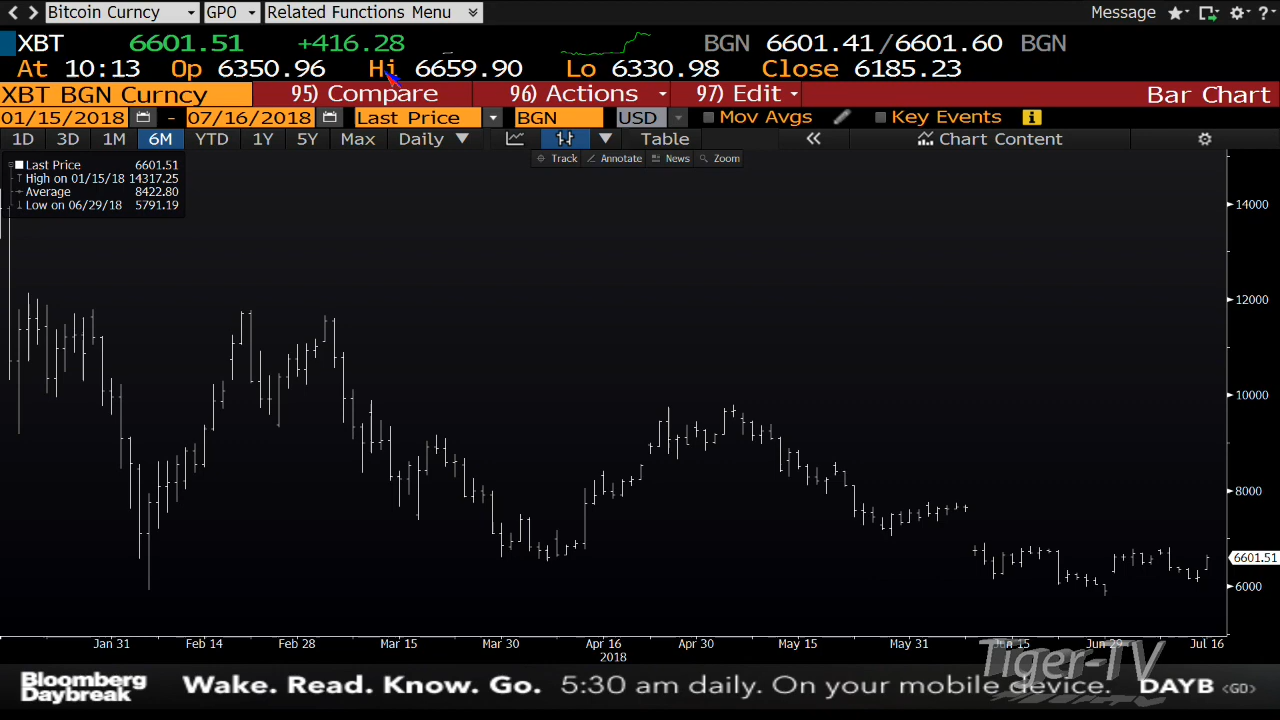 Bitcoin Curncy GPO Related Functions Menu Message ?
XBT 6601.51 +416.28 BGN 6601.41/6601.60 BGN
At 10:13 Op 6350.96 Hi 6659.90 Lo 6330.98 Close 6185.23
XBT BGN Curncy 95) Compare 96) Actions 97) Edit Bar Chart
01/15/2018 - 07/16/2018 Last Price BGN USD Mov Avgs Key Events i
1D 3D 1M 6M YTD 1Y 5Y Max Daily Table Chart Content
Track Annotate News Zoom
Last Price 6601.51
High on 01/15/18 14317.25
Average 8422.80
Low on 06/29/18 5791.19
14000
12000
10000
8000
6601.51
6000
Jan 31 Feb 14 Feb 28 Mar 15 Mar 30 Apr 16 Apr 30 May 15 May 31 Jun 15 Jun 29 Jul 16
2018
Tiger-TV
Bloomberg
Daybreak
Wake. Read. Know. Go. 5:30 am daily. On your mobile device. DAYB <GO>